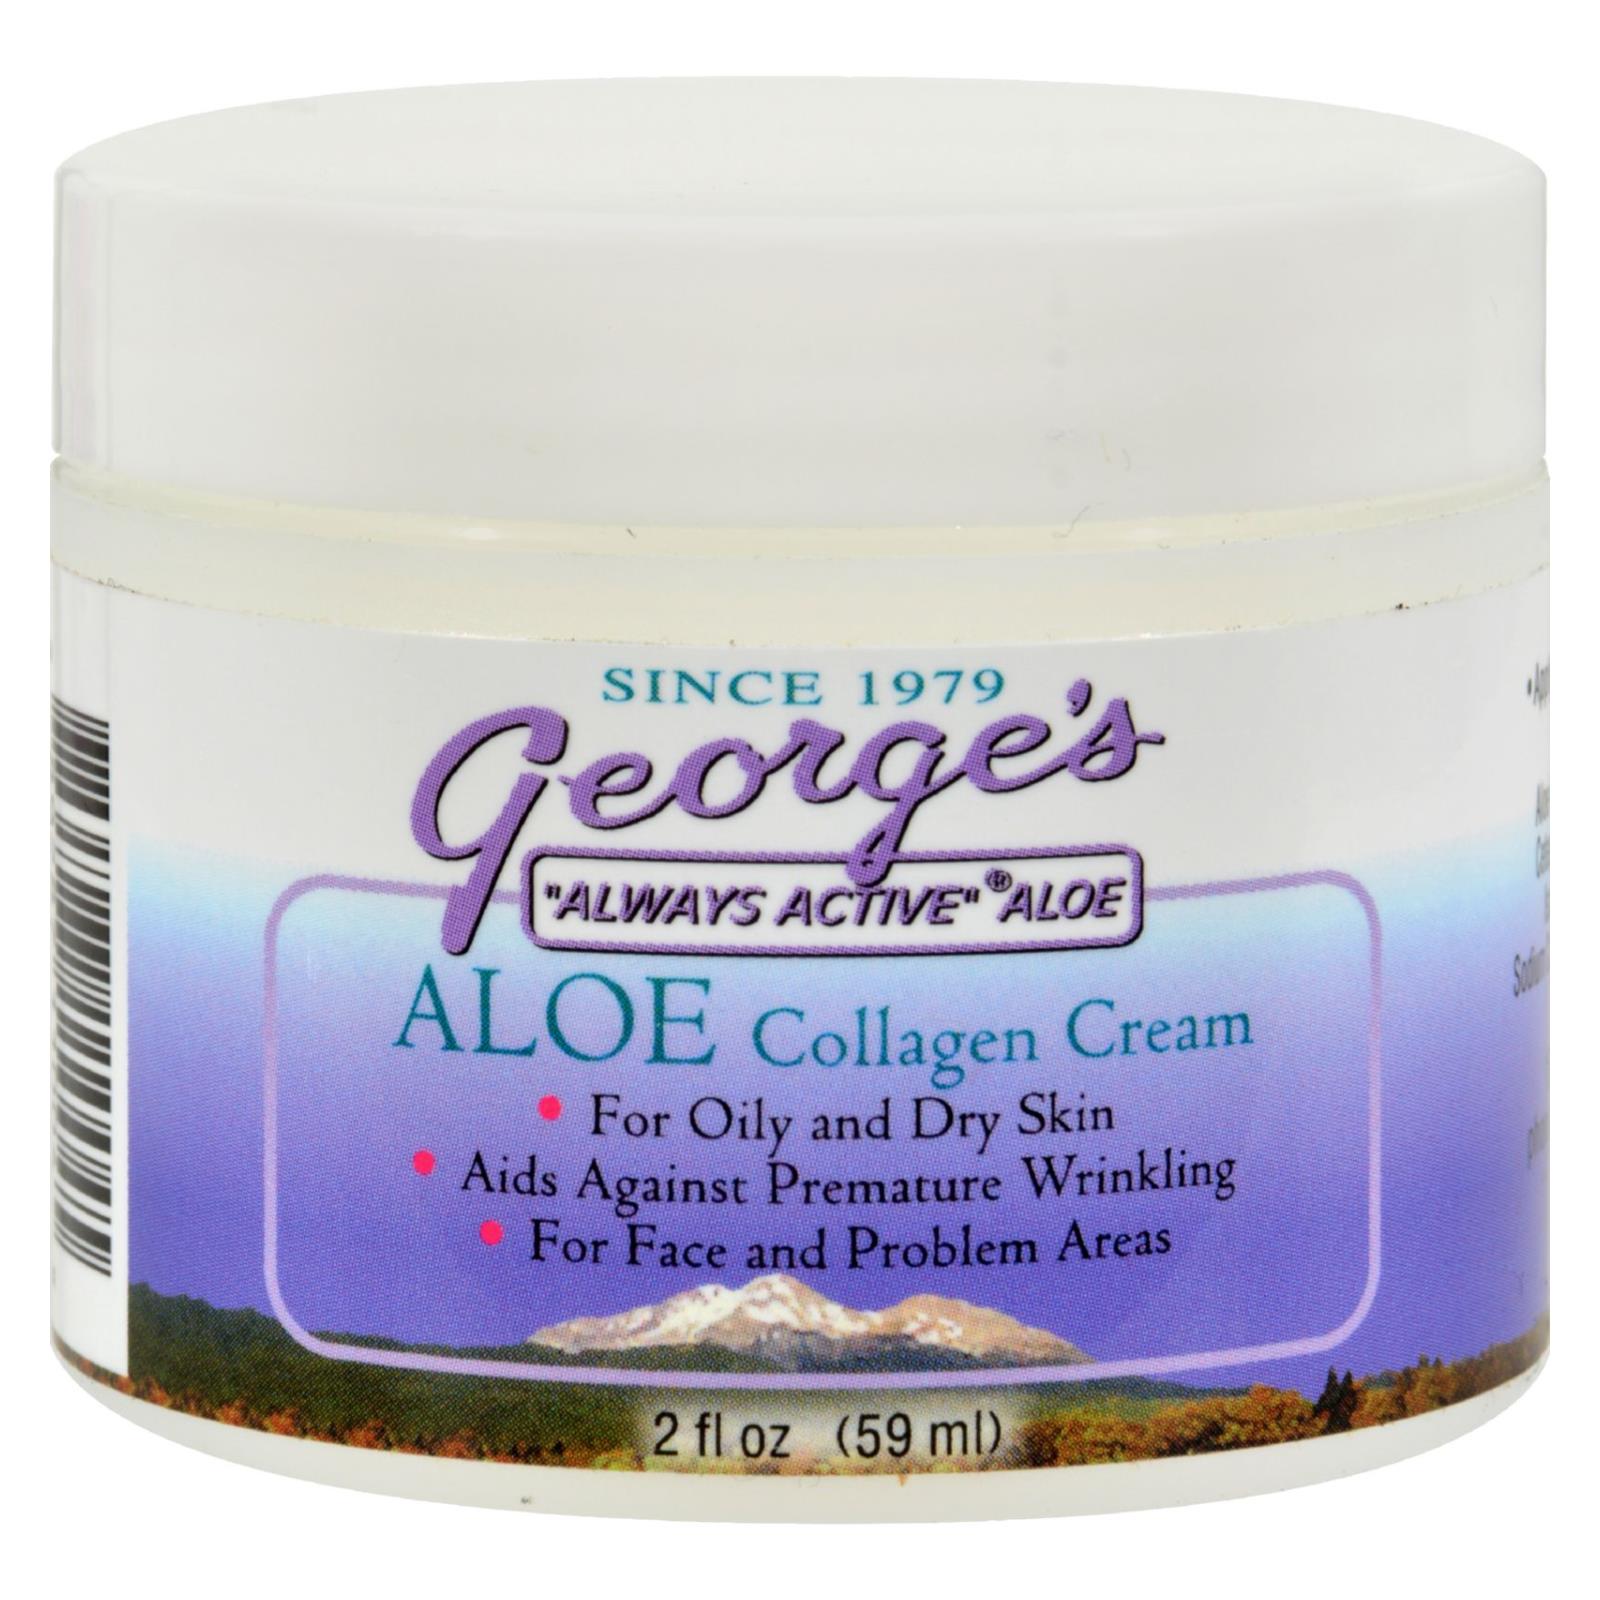 SINCE 1979
George's
"ALWAYS ACTIVE"® ALOE
ALOE Collagen Cream
• For Oily and Dry Skin
• Aids Against Premature Wrinkling
• For Face and Problem Areas
2 fl oz (59 ml)